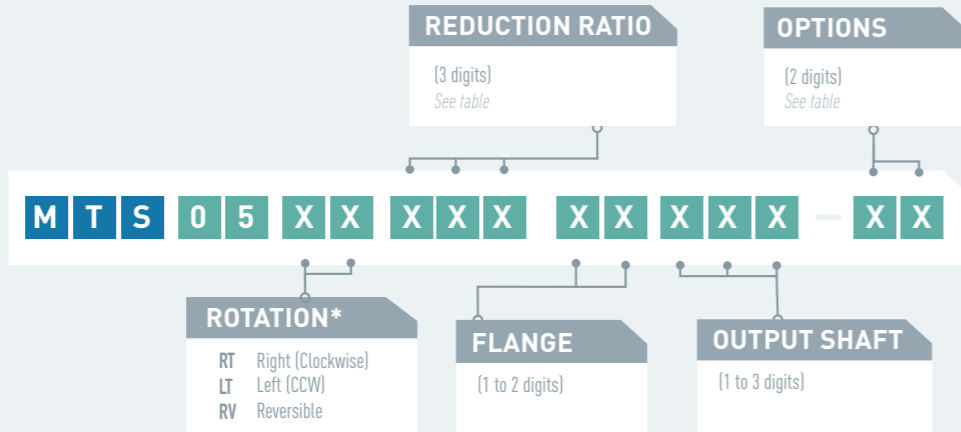 REDUCTION RATIO
(3 digits)
See table
OPTIONS
(2 digits)
See table
M T S 0 5 X X X X X X X X X X – X X
ROTATION*
RT Right (Clockwise)
LT Left (CCW)
RV Reversible
FLANGE
(1 to 2 digits)
OUTPUT SHAFT
(1 to 3 digits)